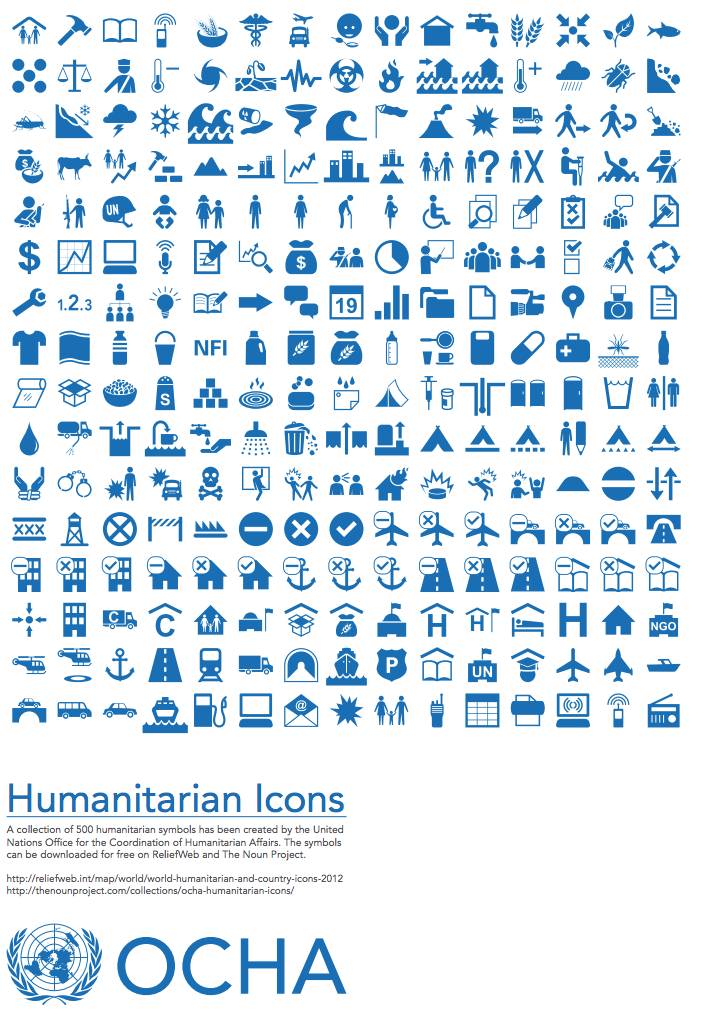 UN
$
$
1.2.3
19
NFI
S
XXX
C
C
H
H
H
NGO
P
UN
@
Humanitarian Icons
A collection of 500 humanitarian symbols has been created by the United
Nations Office for the Coordination of Humanitarian Affairs. The symbols
can be downloaded for free on ReliefWeb and The Noun Project.
http://reliefweb.int/map/world/world-humanitarian-and-country-icons-2012
http://thenounproject.com/collections/ocha-humanitarian-icons/
OCHA